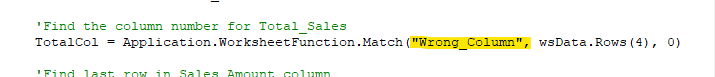 'Find the column number for Total_Sales
TotalCol = Application.WorksheetFunction.Match("Wrong_Column", wsData.Rows(4), 0)
'Find last row in Sales Amount column